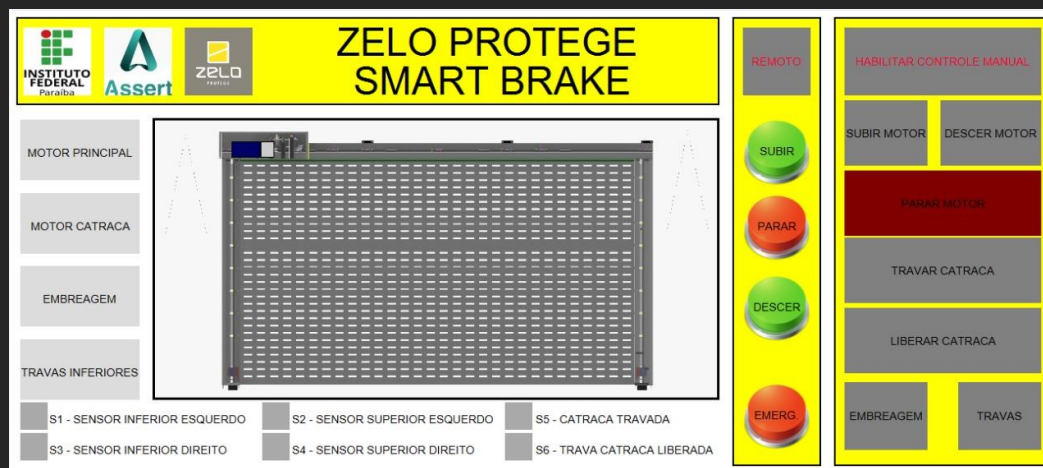 INSTITUTO
FEDERAL
Paraíba
Assert
ZELO
ZELO PROTEGE
SMART BRAKE
MOTOR PRINCIPAL
MOTOR CATRACA
EMBREAGEM
TRAVAS INFERIORES
S1 - SENSOR INFERIOR ESQUERDO
S2 - SENSOR SUPERIOR ESQUERDO
S5 - CATRACA TRAVADA
S3 - SENSOR INFERIOR DIREITO
S4 - SENSOR SUPERIOR DIREITO
S6 - TRAVA CATRACA LIBERADA
REMOTO
SUBIR
PARAR
DESCER
EMERG.
HABILITAR CONTROLE MANUAL
SUBIR MOTOR
DESCER MOTOR
PARAR MOTOR
TRAVAR CATRACA
LIBERAR CATRACA
EMBREAGEM
TRAVAS